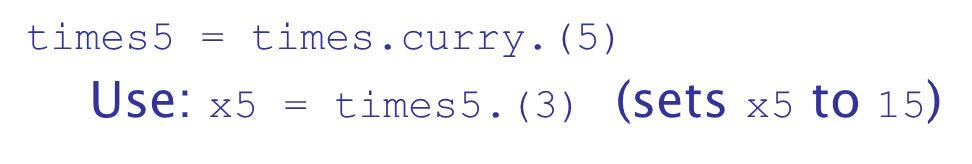 times5 = times.curry.(5)
Use: x5 = times5.(3) (sets x5 to 15)